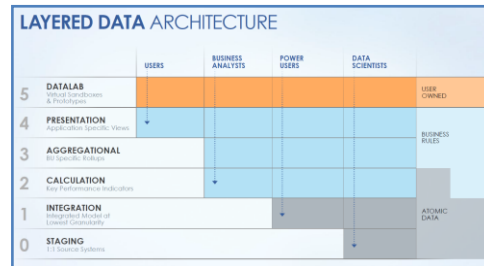 LAYERED DATA ARCHITECTURE
USERS
BUSINESS
ANALYSTS
POWER
USERS
DATA
SCIENTISTS
5 DATALAB
Virtual Sandboxes
& Prototypes
USER
OWNED
4 PRESENTATION
Application Specific Views
BUSINESS
RULES
3 AGGREGATIONAL
BV Specific Rollups
2 CALCULATION
Key Performance Indicators
1 INTEGRATION
Integrated Model of
Lowest Granularity
ATOMIC
DATA
0 STAGING
1:1 Source Systems